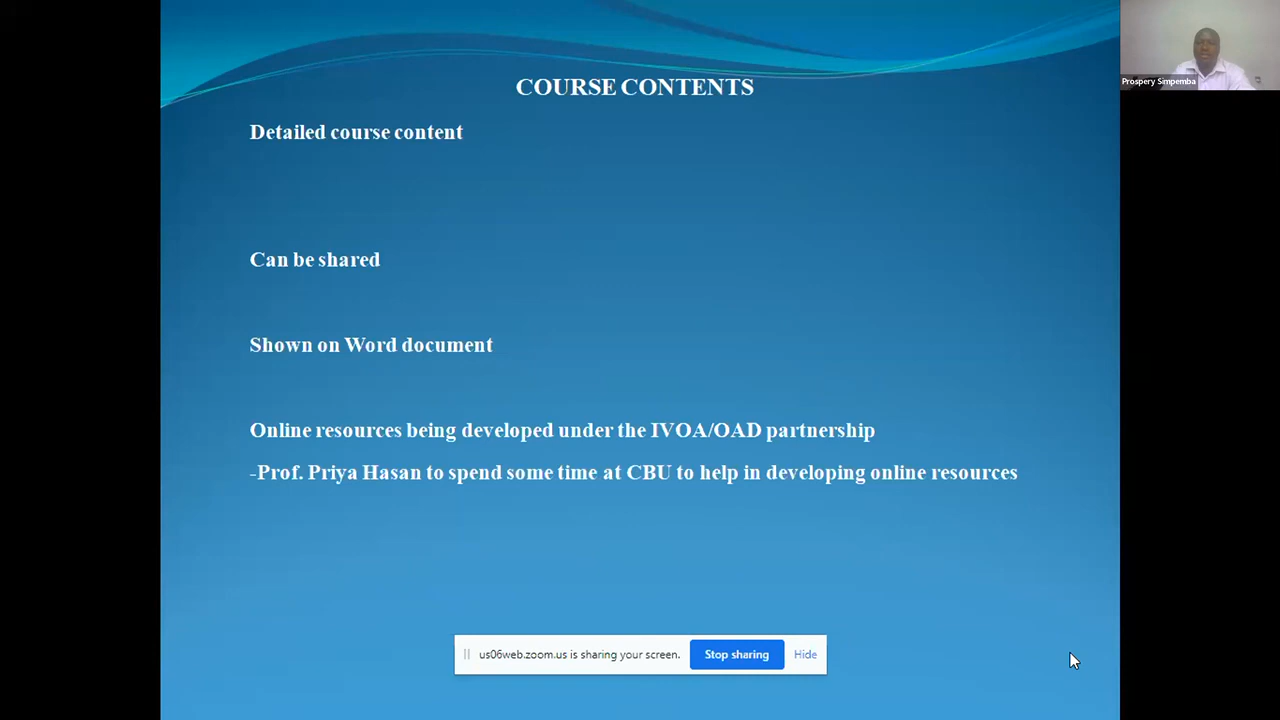 COURSE CONTENTS
Prospery Simpemba
Detailed course content
Can be shared
Shown on Word document
Online resources being developed under the IVOA/OAD partnership
-Prof. Priya Hasan to spend some time at CBU to help in developing online resources
us06web.zoom.us is sharing your screen.
Stop sharing
Hide